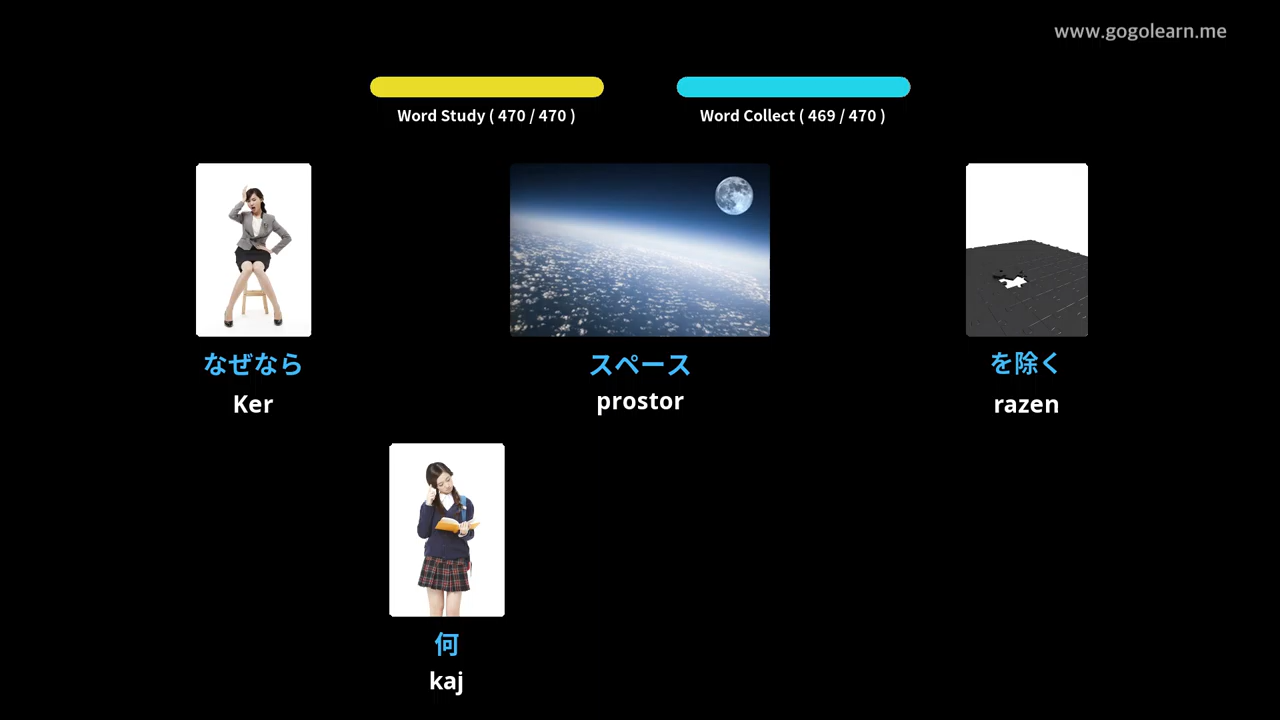 www.gogolearn.me
Word Study ( 470 / 470 )
Word Collect ( 469 / 470 )
なぜなら
Ker
スペース
prostor
を除く
razen
何
kaj